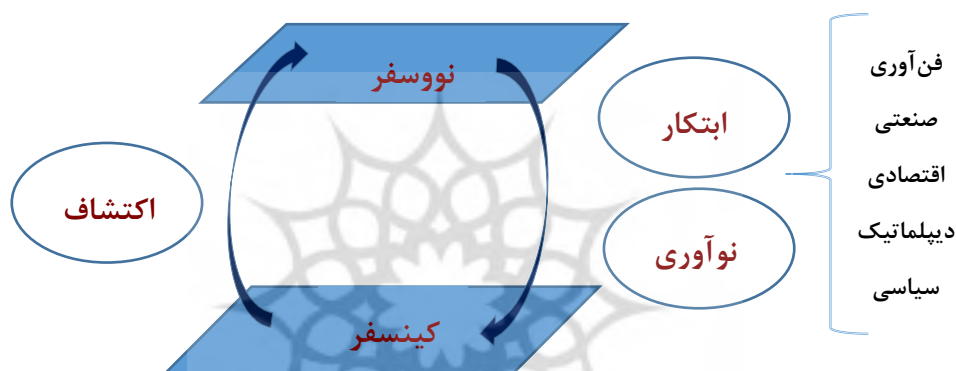 نووسفر
فن‌آوری
صنعتی
اقتصادی
دیپلماتیک
سیاسی
ابتکار
نوآوری
اکتشاف
کینسفر